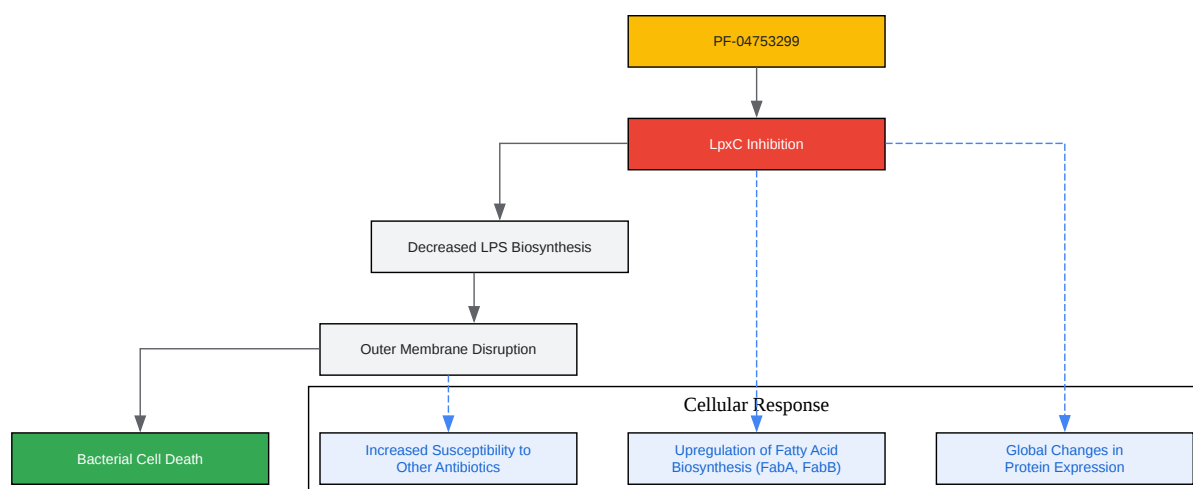 PF-04753299
LpxC Inhibition
Decreased LPS Biosynthesis
Outer Membrane Disruption
Cellular Response
Bacterial Cell Death
Increased Susceptibility to
Other Antibiotics
Upregulation of Fatty Acid
Biosynthesis (FabA, FabB)
Global Changes in
Protein Expression